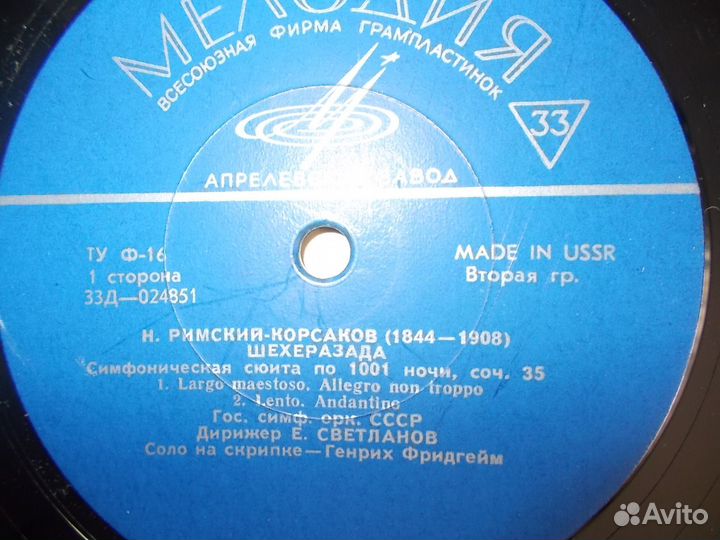 МЕЛОДИЯ
ВСЕСОЮЗНАЯ ФИРМА ГРАМПЛАСТИНОК
33
АПРЕЛЕВСКИЙ ЗАВОД
ТУ Ф-16
1 сторона
33Д—024851
MADE IN USSR
Вторая гр.
Н. РИМСКИЙ-КОРСАКОВ (1844—1908)
ШЕХЕРАЗАДА
Симфоническая сюита по 1001 ночи, соч. 35
1. Largo maestoso. Allegro non troppo
2. Lento. Andantino
Гос. симф. орк. СССР
Дирижер Е. СВЕТЛАНОВ
Соло на скрипке—Генрих Фридгейм
Avito